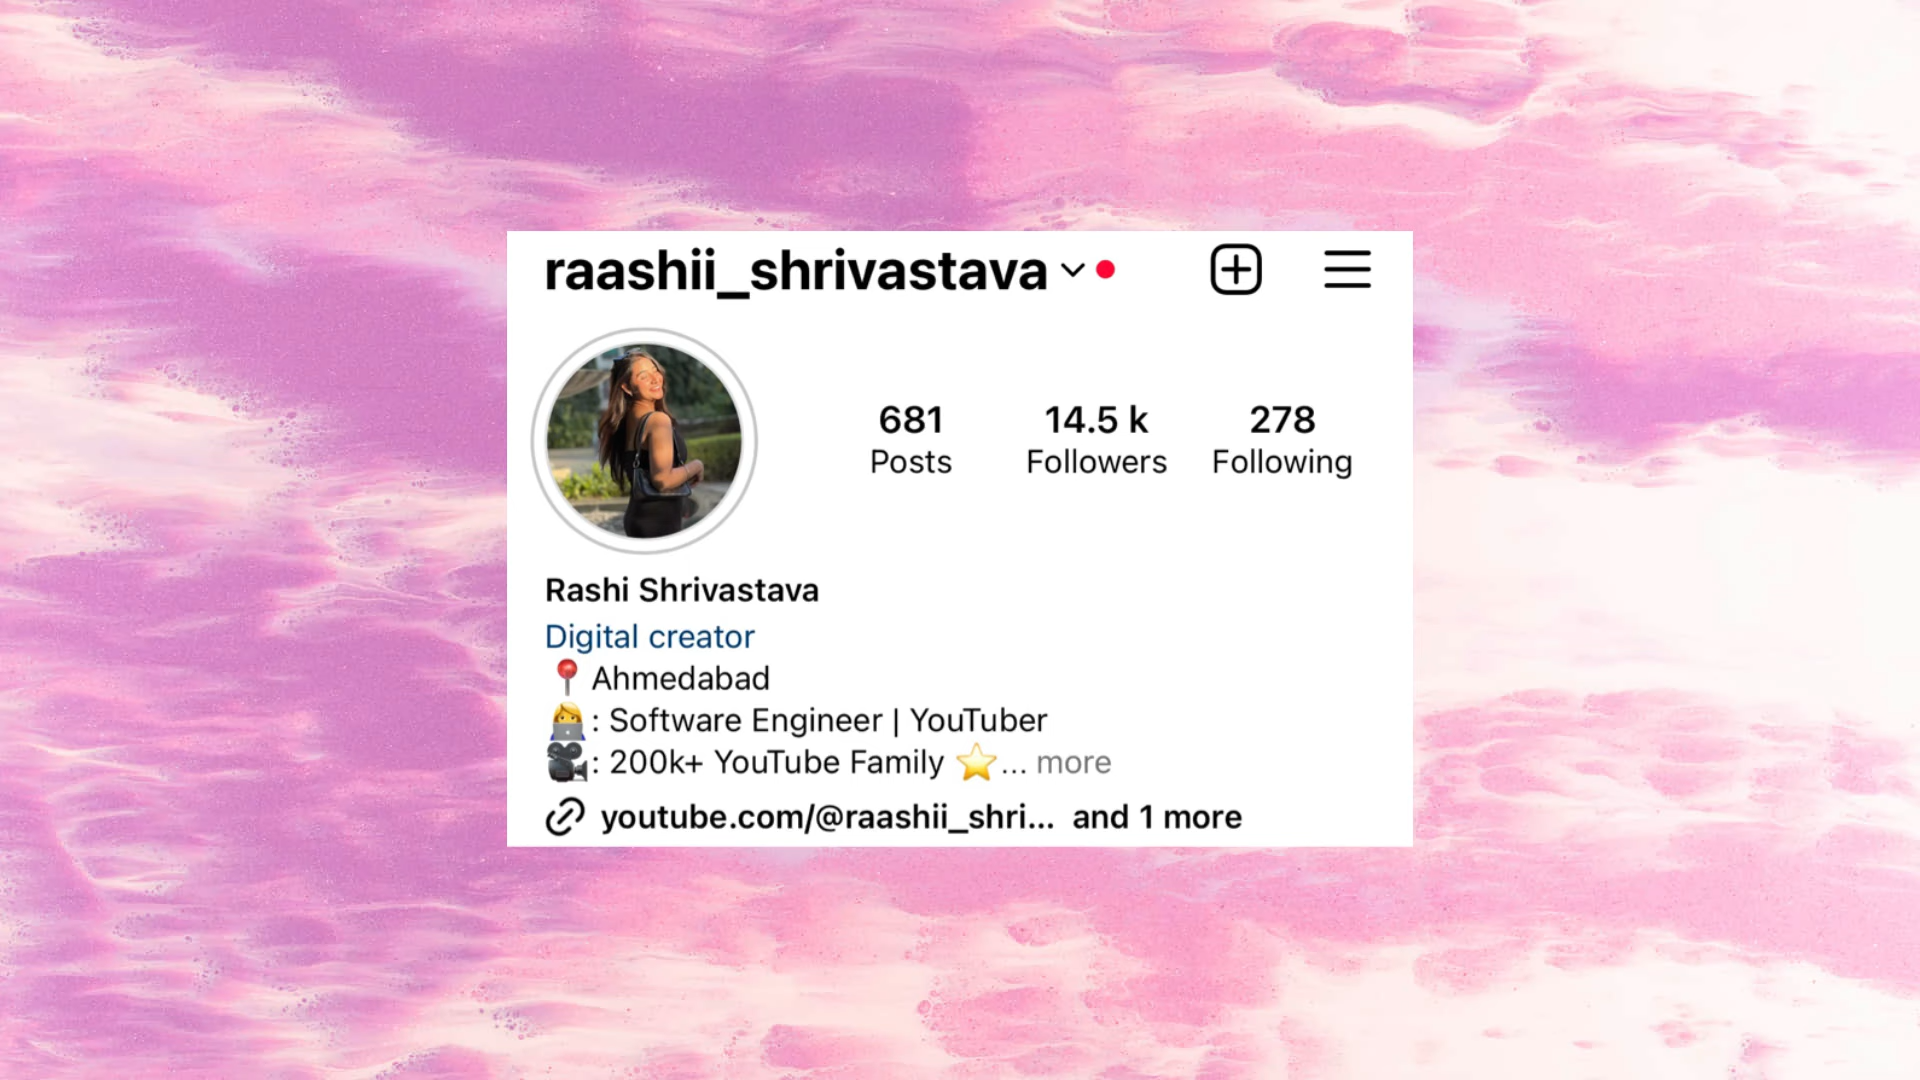 raashii_shrivastava
681 14.5 k 278
Posts Followers Following
Rashi Shrivastava
Digital creator
📍 Ahmedabad
👩‍💻: Software Engineer | YouTuber
🎥: 200k+ YouTube Family ⭐... more
youtube.com/@raashii_shri... and 1 more